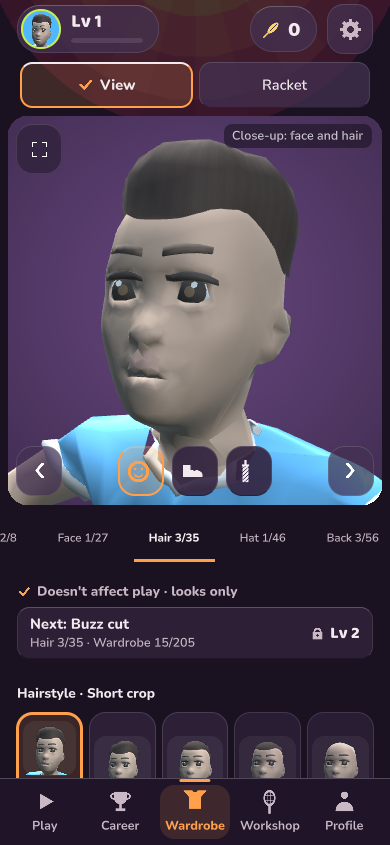 Lv 1
0
View
Racket
Close-up: face and hair
2/8
Face 1/27
Hair 3/35
Hat 1/46
Back 3/56
Doesn't affect play · looks only
Next: Buzz cut
Hair 3/35 · Wardrobe 15/205
Lv 2
Hairstyle · Short crop
Play
Career
Wardrobe
Workshop
Profile